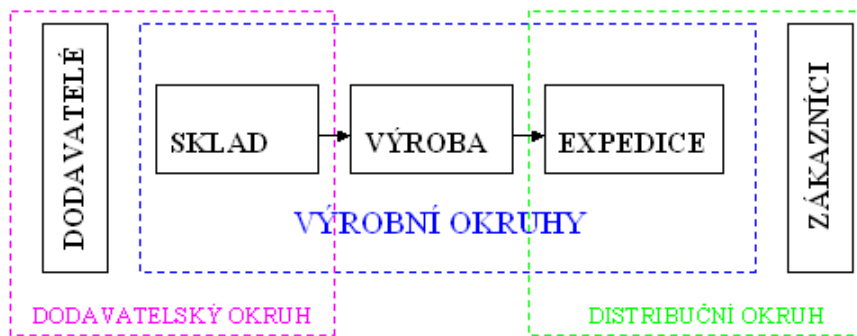 DODAVATELÉ
SKLAD
VÝROBA
EXPEDICE
ZÁKAZNÍCI
VÝROBNÍ OKRUHY
DODAVATELSKÝ OKRUH
DISTRIBUČNÍ OKRUH